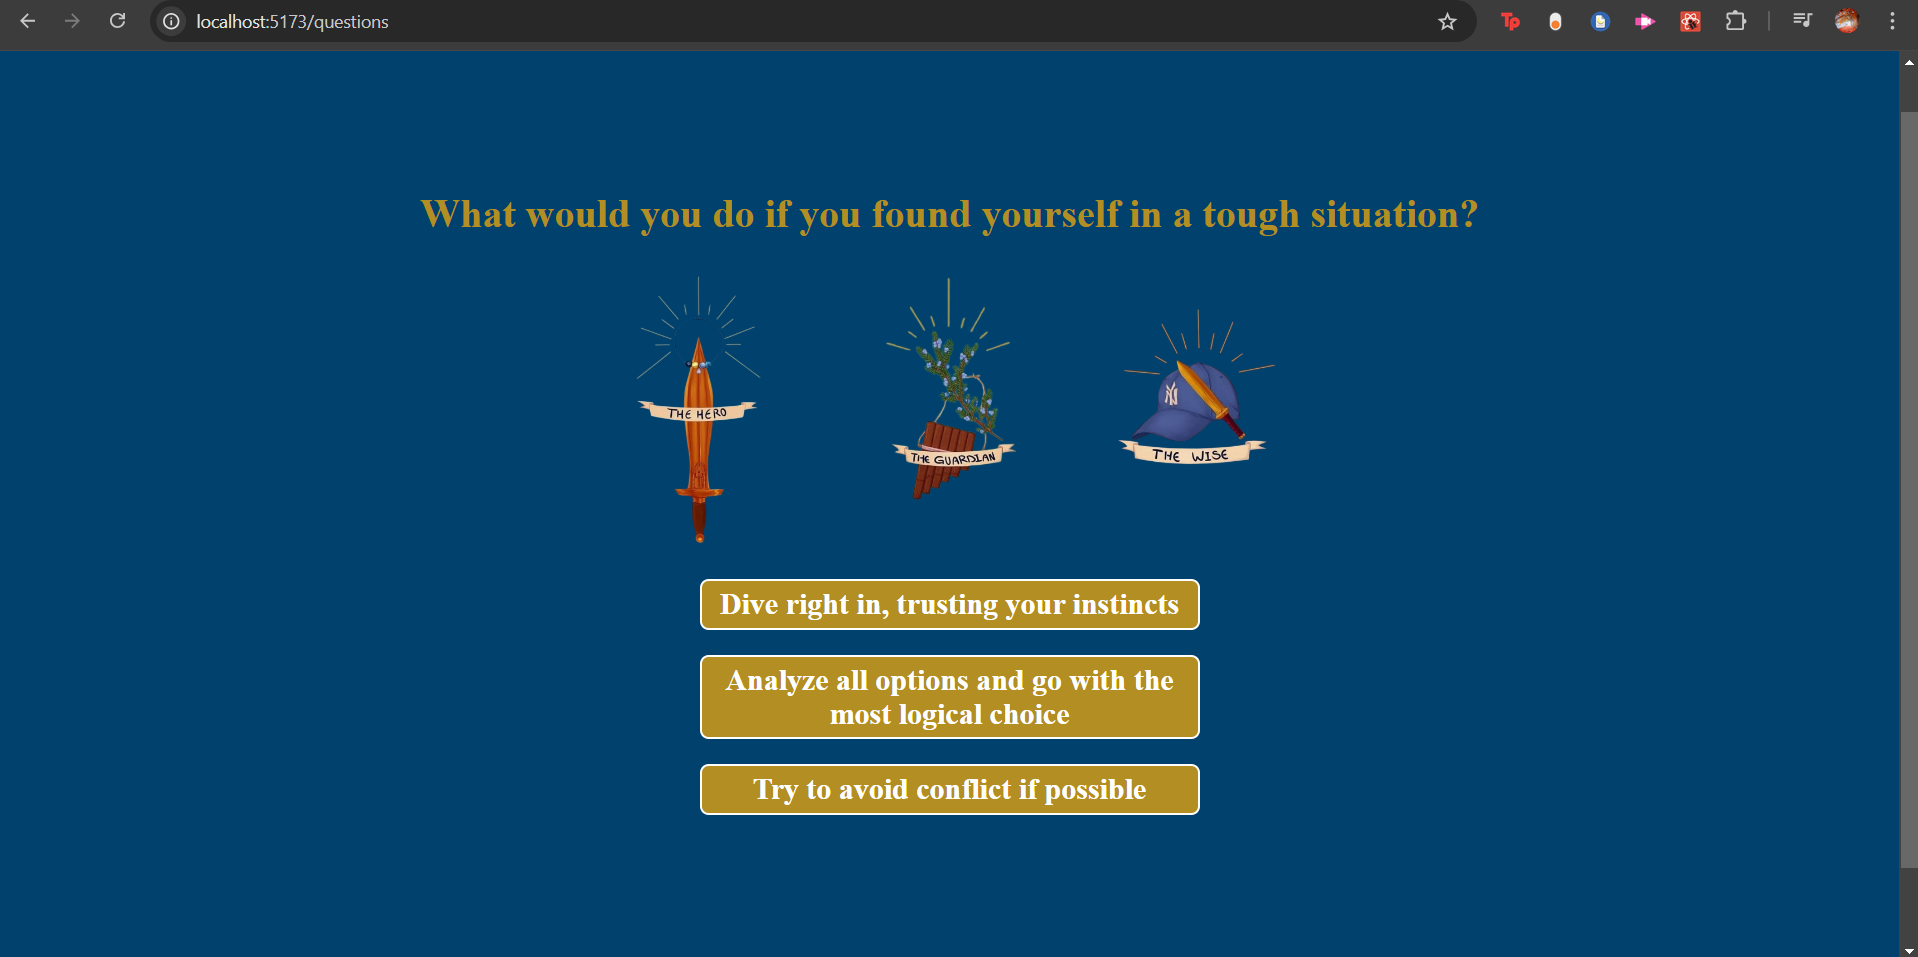 localhost:5173/questions
Tp
What would you do if you found yourself in a tough situation?
THE HERO
THE GUARDIAN
NY
THE WISE
Dive right in, trusting your instincts
Analyze all options and go with the
most logical choice
Try to avoid conflict if possible